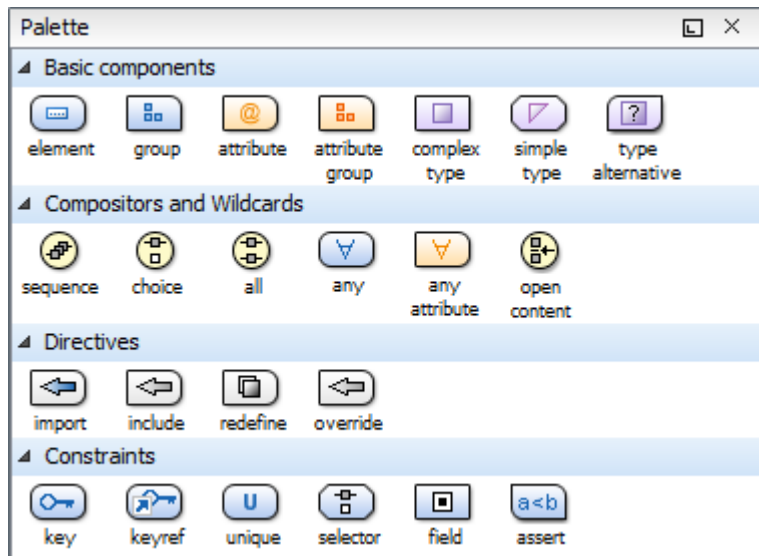 Palette
Basic components
element group attribute attribute complex simple type
group type type alternative
Compositors and Wildcards
sequence choice all any any open
attribute content
Directives
import include redefine override
Constraints
U a<b
key keyref unique selector field assert